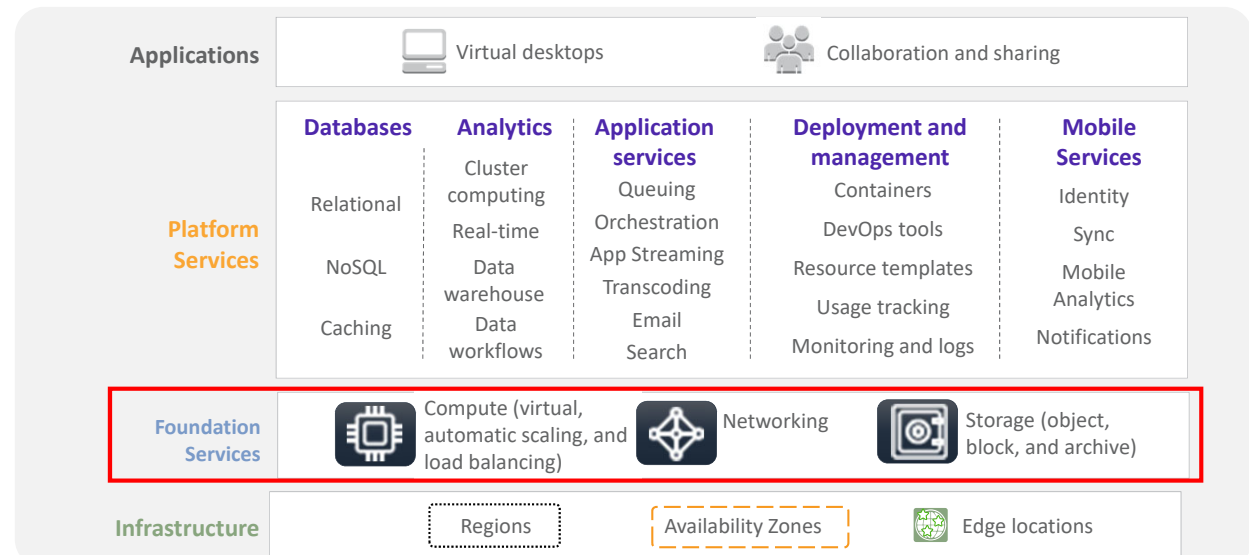 Applications
Virtual desktops
Collaboration and sharing
Platform
Services
Databases
Relational
NoSQL
Caching
Analytics
Cluster
computing
Real-time
Data
warehouse
Data
workflows
Application
services
Queuing
Orchestration
App Streaming
Transcoding
Email
Search
Deployment and
management
Containers
DevOps tools
Resource templates
Usage tracking
Monitoring and logs
Mobile
Services
Identity
Sync
Mobile
Analytics
Notifications
Foundation
Services
Compute (virtual,
automatic scaling, and
load balancing)
Networking
Storage (object,
block, and archive)
Infrastructure
Regions
Availability Zones
Edge locations